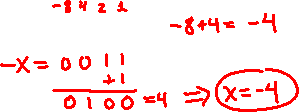 -8 4 2 1
-8+4 = -4
-X = 0 0 1 1
+1
0 1 0 0 = 4 ⇒ X = -4